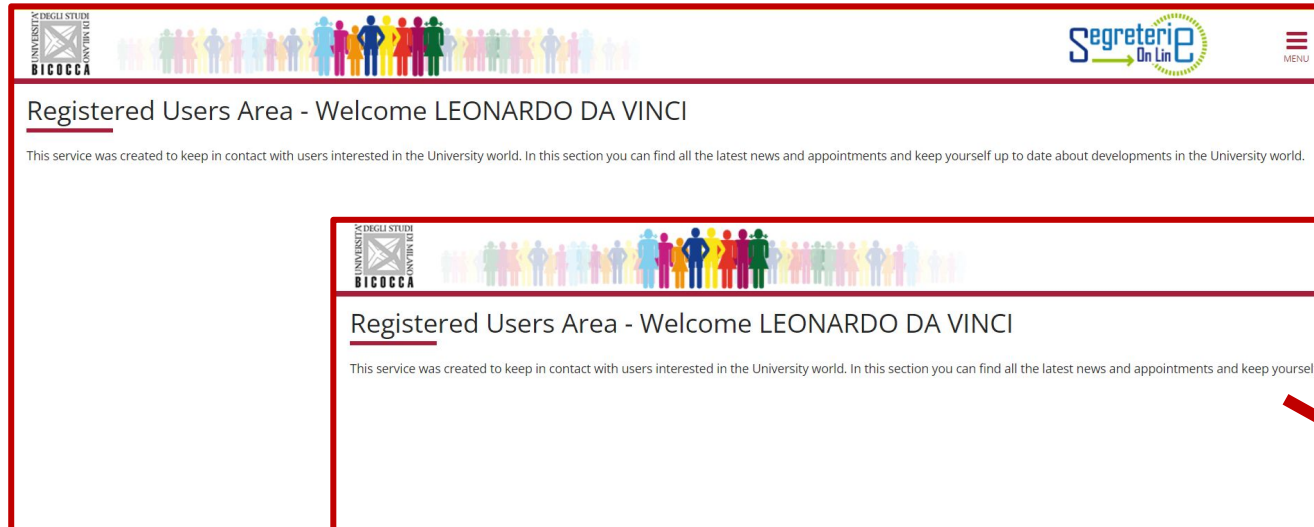 UNIVERSITA' DEGLI STUDI DI MILANO
BICOCCA
Segreterie
On Line
MENU
Registered Users Area - Welcome LEONARDO DA VINCI
This service was created to keep in contact with users interested in the University world. In this section you can find all the latest news and appointments and keep yourself up to date about developments in the University world.
UNIVERSITA' DEGLI STUDI DI MILANO
BICOCCA
Registered Users Area - Welcome LEONARDO DA VINCI
This service was created to keep in contact with users interested in the University world. In this section you can find all the latest news and appointments and keep yoursel